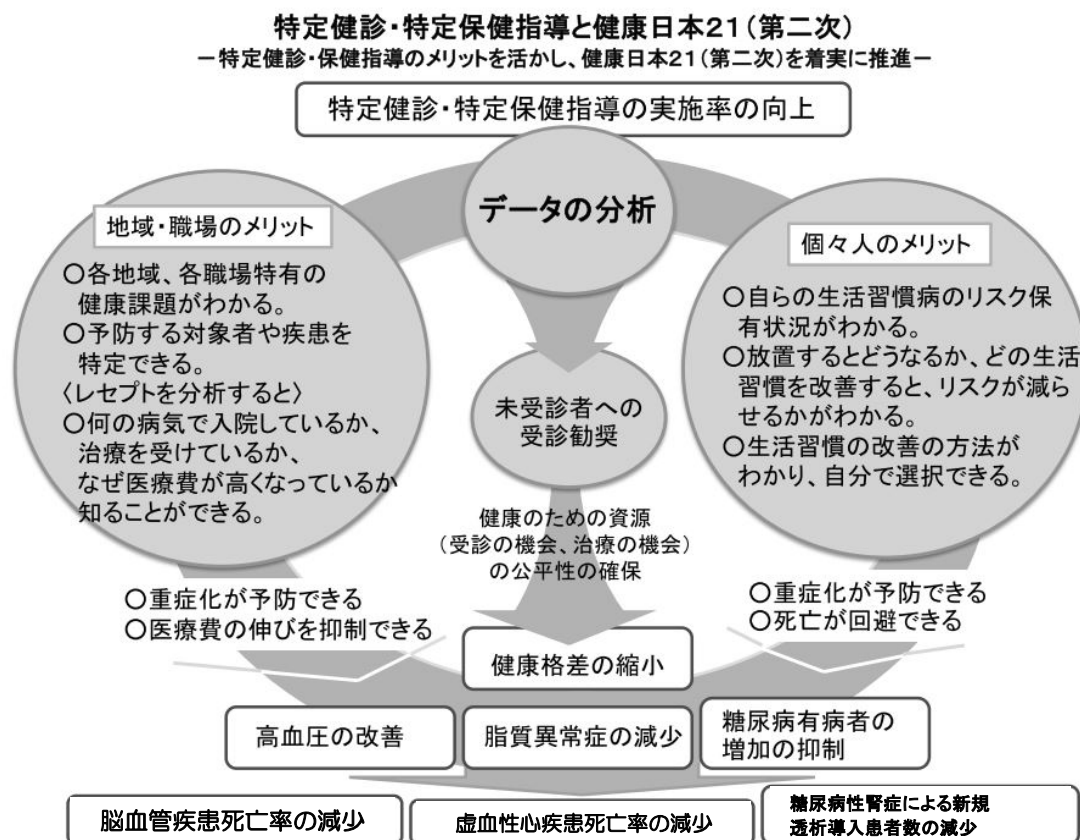 特定健診・特定保健指導と健康日本21(第二次)
－特定健診・保健指導のメリットを活かし、健康日本21(第二次)を着実に推進－
特定健診・特定保健指導の実施率の向上
データの分析
地域・職場のメリット
○各地域、各職場特有の
健康課題がわかる。
○予防する対象者や疾患を
特定できる。
〈レセプトを分析すると〉
○何の病気で入院しているか、
治療を受けているか、
なぜ医療費が高くなっているか
知ることができる。
個々人のメリット
○自らの生活習慣病のリスク保
有状況がわかる。
○放置するとどうなるか、どの生活
習慣を改善すると、リスクが減ら
せるかがわかる。
○生活習慣の改善の方法が
わかり、自分で選択できる。
未受診者への
受診勧奨
健康のための資源
(受診の機会、治療の機会)
の公平性の確保
○重症化が予防できる
○医療費の伸びを抑制できる
○重症化が予防できる
○死亡が回避できる
健康格差の縮小
高血圧の改善
脂質異常症の減少
糖尿病有病者の
増加の抑制
脳血管疾患死亡率の減少
虚血性心疾患死亡率の減少
糖尿病性腎症による新規
透析導入患者数の減少